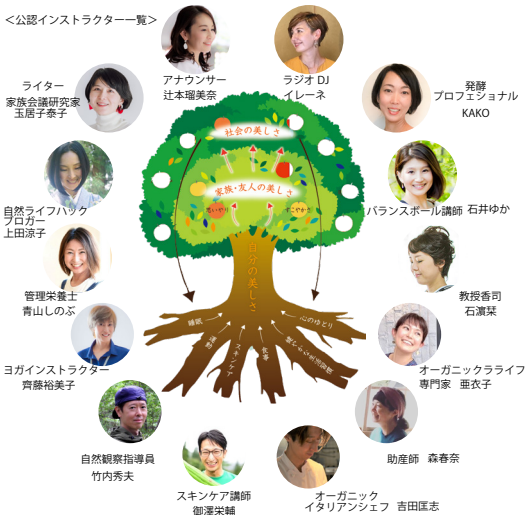 ＜公認インストラクター一覧＞
アナウンサー
辻本瑠美奈
ラジオDJ
イレーネ
ライター
家族会議研究家
玉居子泰子
発酵
プロフェショナル
KAKO
自然ライフハック
ブロガー
上田涼子
バランスボール講師 石井ゆか
管理栄養士
青山しのぶ
教授香司
石濵栞
ヨガインストラクター
齊藤裕美子
オーガニックラライフ
専門家 亜衣子
自然観察指導員
竹内秀夫
助産師 森春奈
スキンケア講師
御澤栄輔
オーガニック
イタリアンシェフ 吉田匡志
社会の美しさ
家族・友人の美しさ
思いやり
すこやかさ
自分の美しさ
睡眠
運動
スキンケア
食事
心のゆとり